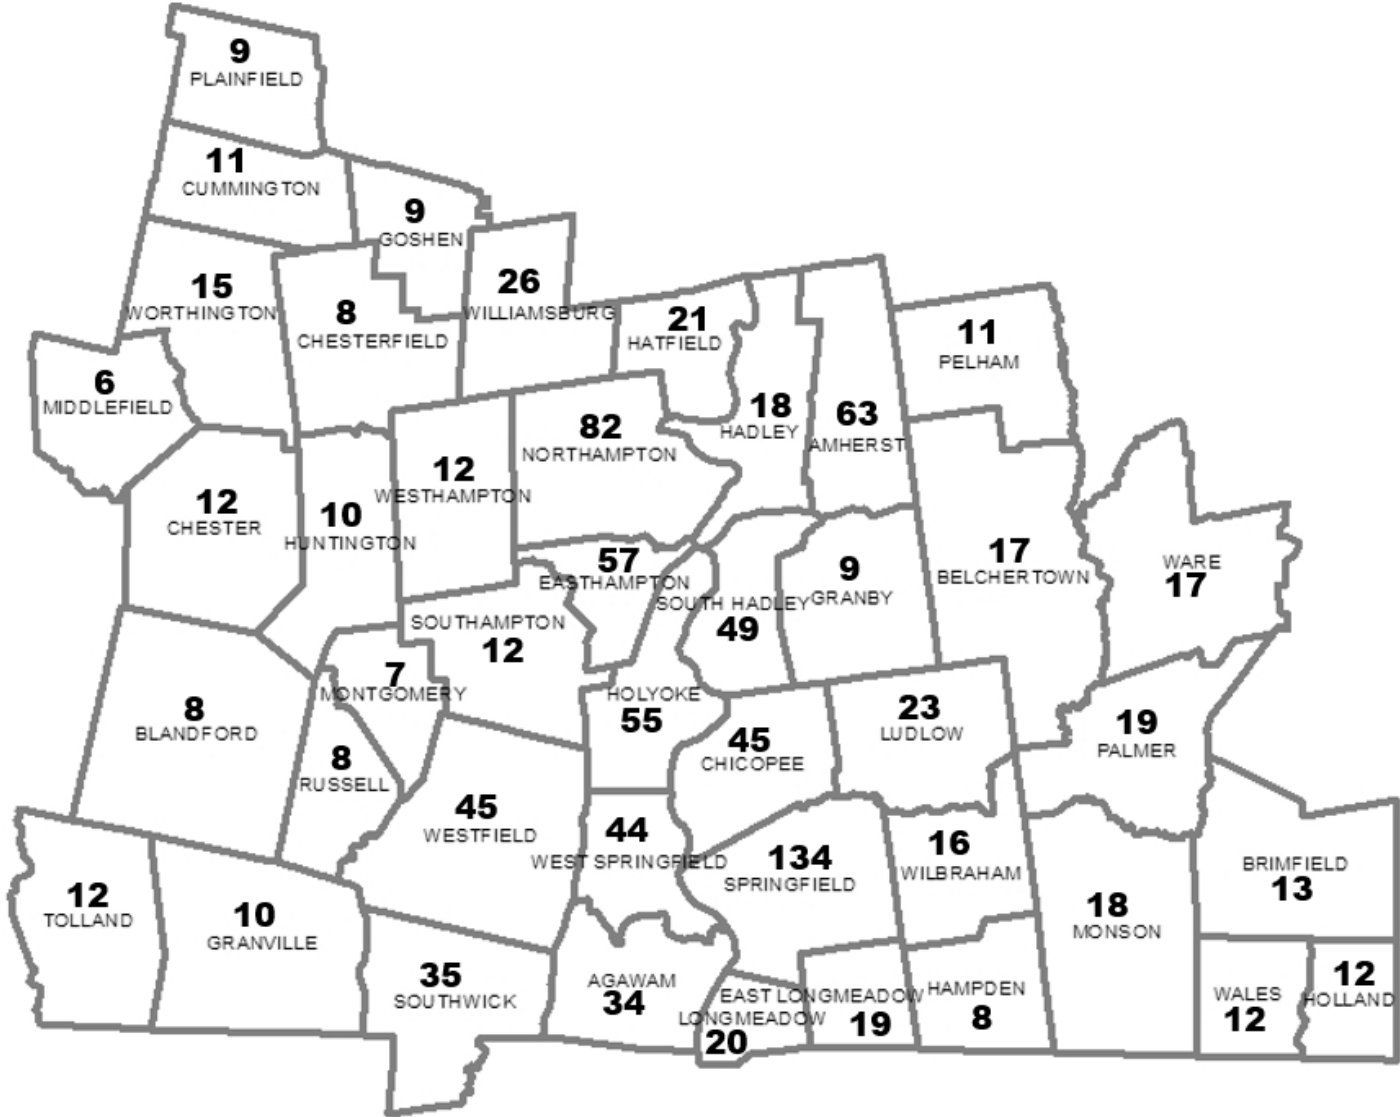 9
PLAINFIELD
11
CUMMINGTON
9
GOSHEN
15
WORTHINGTON
8
CHESTERFIELD
26
WILLIAMSBURG
21
HATFIELD
11
PELHAM
6
MIDDLEFIELD
18
HADLEY
63
AMHERST
82
NORTHAMPTON
12
WESTHAMPTON
12
CHESTER
10
HUNTINGTON
57
EASTHAMPTON
SOUTH HADLEY
49
9
GRANBY
17
BELCHERTOWN
WARE
17
SOUTHAMPTON
12
7
MONTGOMERY
HOLYOKE
55
8
BLANDFORD
8
RUSSELL
45
CHICOPEE
23
LUDLOW
19
PALMER
45
WESTFIELD
44
WEST SPRINGFIELD
134
SPRINGFIELD
16
WILBRAHAM
BRIMFIELD
13
12
TOLLAND
10
GRANVILLE
18
MONSON
35
SOUTHWICK
AGAWAM
34
EAST LONGMEADOW
19
LONGMEADOW
20
HAMPDEN
8
WALES
12
12
HOLLAND